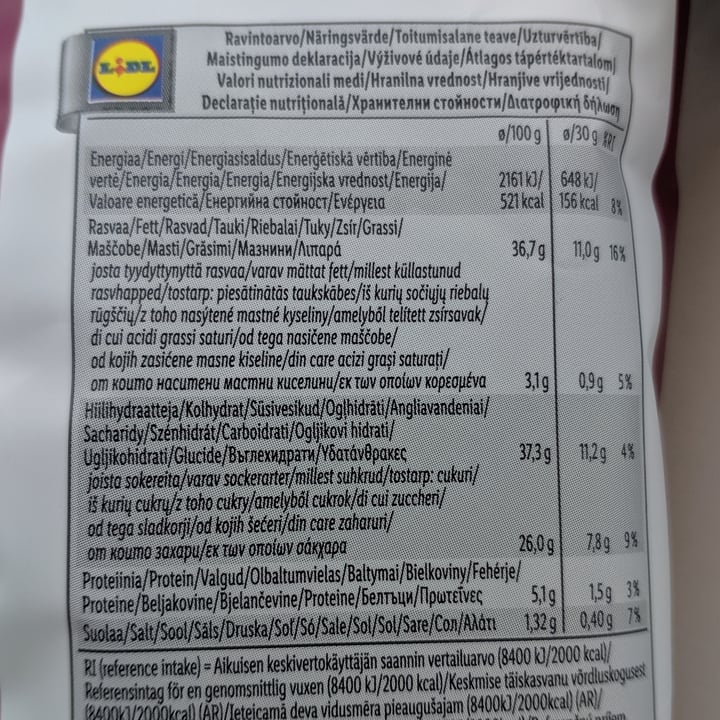 LIDL
Ravintoarvo/Näringsvärde/Toitumisalane teave/Uzturvērtība/
Maistingumo deklaracija/Výživové údaje/Átlagos tápértéktartalom/
Valori nutrizionali medi/Hranilna vrednost/Hranjive vrijednosti/
Declarație nutrițională/Хранителни стойности/Διατροφική δήλωση
ø/100 g ø/30 g %RI*
Energiaa/Energi/Energiasisaldus/Enerģētiskā vērtība/Energinė
vertė/Energia/Energia/Energia/Energijska vrednost/Energija/ 2161 kJ/ 648 kJ/
Valoare energetică/Енергийна стойност/Ενέργεια 521 kcal 156 kcal 8%
Rasvaa/Fett/Rasvad/Tauki/Riebalai/Tuky/Zsír/Grassi/
Maščobe/Masti/Grăsimi/Мазнини/Λιπαρά 36,7 g 11,0 g 16%
josta tyydyttynyttä rasvaa/varav mättat fett/millest küllastunud
rasvhapped/tostarp: piesātinātās taukskābes/iš kurių sočiųjų riebalų
rūgščių/z toho nasýtené mastné kyseliny/amelyből telített zsírsavak/
di cui acidi grassi saturi/od tega nasičene maščobe/
od kojih zasićene masne kiseline/din care acizi grași saturați/
от които наситени мастни киселини/εκ των οποίων κορεσμένα 3,1 g 0,9 g 5%
Hiilihydraatteja/Kolhydrat/Süsivesikud/Ogļhidrāti/Angliavandeniai/
Sacharidy/Szénhidrát/Carboidrati/Ogljikovi hidrati/
Ugljikohidrati/Glucide/Въглехидрати/Υδατάνθρακες 37,3 g 11,2 g 4%
joista sokereita/varav sockerarter/millest suhkrud/tostarp: cukuri/
iš kurių cukrų/z toho cukry/amelyből cukrok/di cui zuccheri/
od tega sladkorji/od kojih šećeri/din care zaharuri/
от които захари/εκ των οποίων σάκχαρα 26,0 g 7,8 g 9%
Proteiinia/Protein/Valgud/Olbaltumvielas/Baltymai/Bielkoviny/Fehérje/
Proteine/Beljakovine/Bjelančevine/Proteine/Белтъци/Πρωτεΐνες 5,1 g 1,5 g 3%
Suolaa/Salt/Sool/Sāls/Druska/Soľ/Só/Sale/Sol/Sol/Sare/Сол/Αλάτι 1,32 g 0,40 g 7%
RI (reference intake) = Aikuisen keskivertokäyttäjän saannin vertailuarvo (8400 kJ/2000 kcal)/
Referensintag för en genomsnittlig vuxen (8400 kJ/2000 kcal)/Keskmise täiskasvanu võrdluskogusest
(8400kJ/2000kcal) (AR)/Ieteicamā deva vidusmēra pieaugušajam (8400kJ/2000kcal) (AR)/